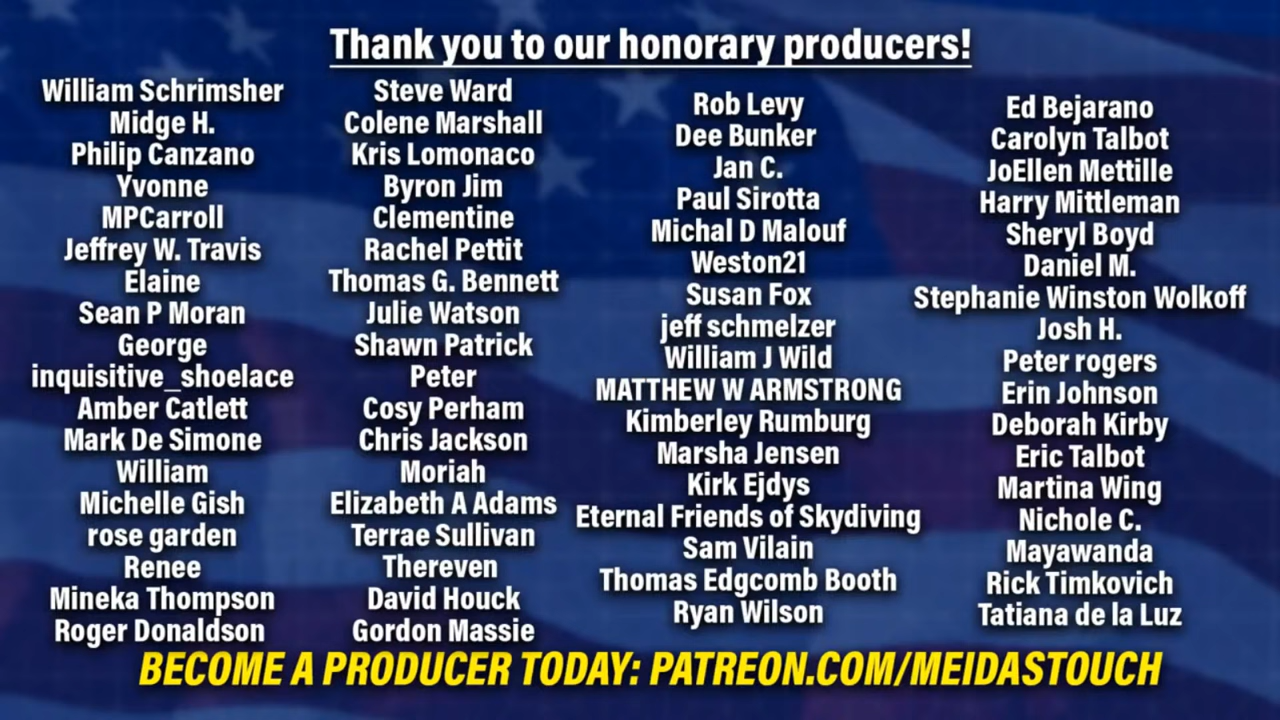 Thank you to our honorary producers!
William Schrimsher
Midge H.
Philip Canzano
Yvonne
MPCarroll
Jeffrey W. Travis
Elaine
Sean P Moran
George
inquisitive_shoelace
Amber Catlett
Mark De Simone
William
Michelle Gish
rose garden
Renee
Mineka Thompson
Roger Donaldson
Steve Ward
Colene Marshall
Kris Lomonaco
Byron Jim
Clementine
Rachel Pettit
Thomas G. Bennett
Julie Watson
Shawn Patrick
Peter
Cosy Perham
Chris Jackson
Moriah
Elizabeth A Adams
Terrae Sullivan
Thereven
David Houck
Gordon Massie
Rob Levy
Dee Bunker
Jan C.
Paul Sirotta
Michal D Malouf
Weston21
Susan Fox
jeff schmelzer
William J Wild
MATTHEW W ARMSTRONG
Kimberley Rumburg
Marsha Jensen
Kirk Ejdys
Eternal Friends of Skydiving
Sam Vilain
Thomas Edgcomb Booth
Ryan Wilson
Ed Bejarano
Carolyn Talbot
JoEllen Mettille
Harry Mittleman
Sheryl Boyd
Daniel M.
Stephanie Winston Wolkoff
Josh H.
Peter rogers
Erin Johnson
Deborah Kirby
Eric Talbot
Martina Wing
Nichole C.
Mayawanda
Rick Timkovich
Tatiana de la Luz
BECOME A PRODUCER TODAY: PATREON.COM/MEIDASTOUCH